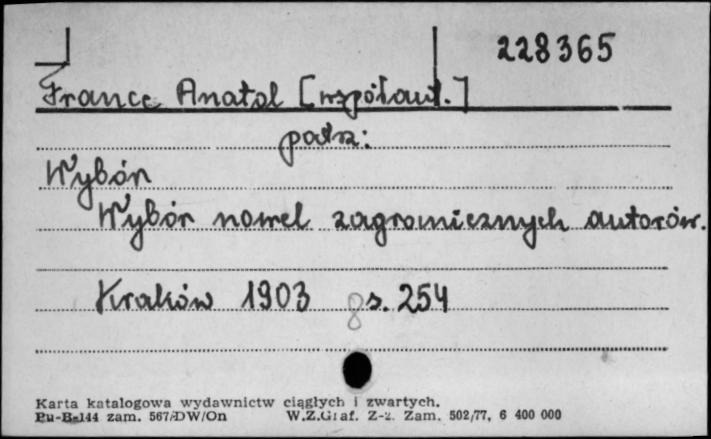 228365
France Anatol [współaut.]
patrz:
Wybór
Wybór nowel zagranicznych autorów.
Kraków 1903 8 s. 254
Karta katalogowa wydawnictw ciągłych i zwartych.
Pu-B-144 zam. 567/DW/On W.Z.Graf. Z-2. Zam. 502/77, 6 400 000